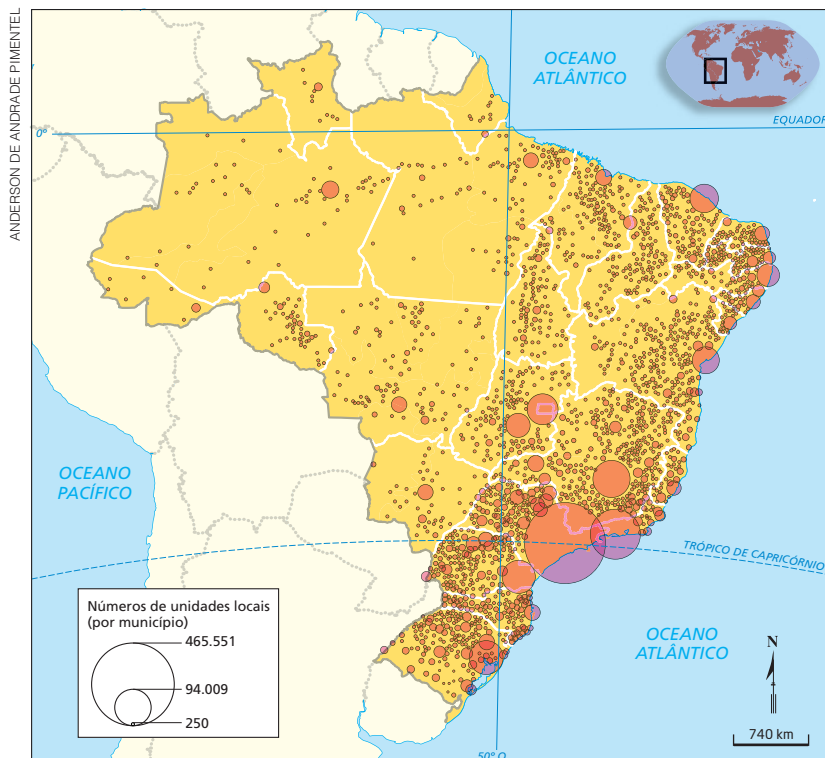 ANDERSON DE ANDRADE PIMENTEL
OCEANO
ATLÂNTICO
EQUADOR
0°
OCEANO
PACÍFICO
TRÓPICO DE CAPRICÓRNIO
Números de unidades locais
(por município)
465.551
94.009
250
OCEANO
ATLÂNTICO
N
740 km
50° O